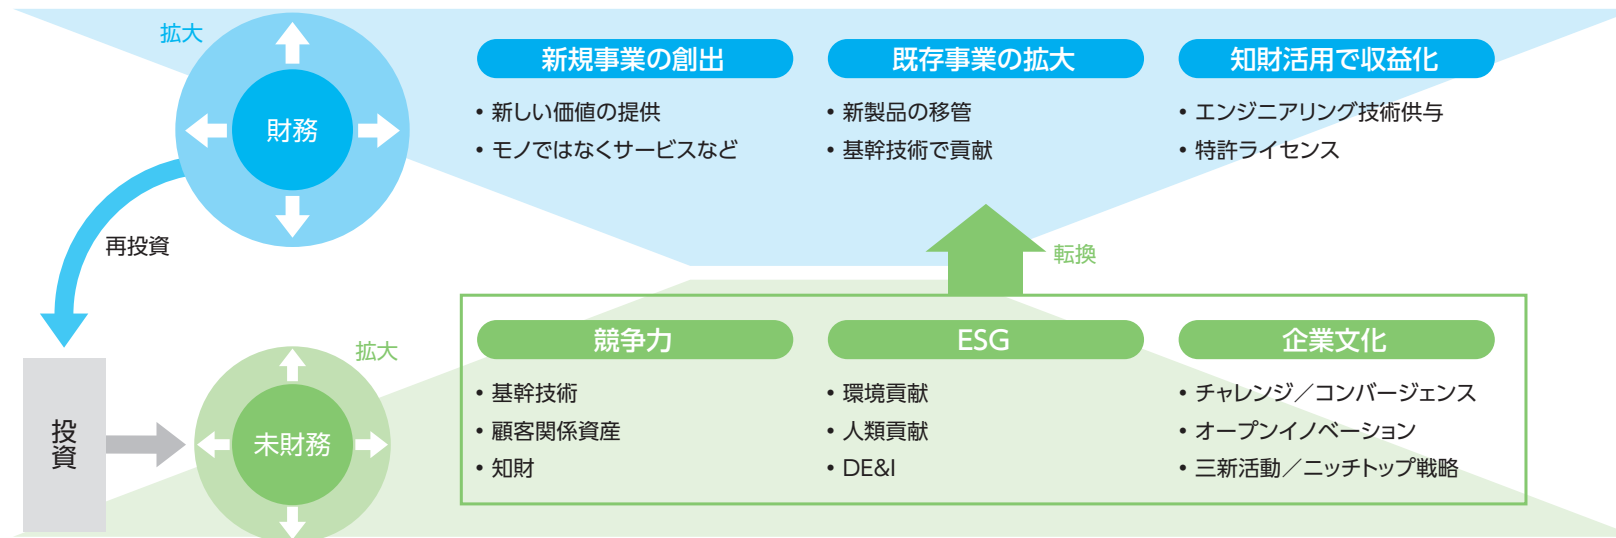 拡大
財務
再投資
新規事業の創出
• 新しい価値の提供
• モノではなくサービスなど
既存事業の拡大
• 新製品の移管
• 基幹技術で貢献
知財活用で収益化
• エンジニアリング技術供与
• 特許ライセンス
転換
投資
拡大
未財務
競争力
• 基幹技術
• 顧客関係資産
• 知財
ESG
• 環境貢献
• 人類貢献
• DE&I
企業文化
• チャレンジ／コンバージェンス
• オープンイノベーション
• 三新活動／ニッチトップ戦略